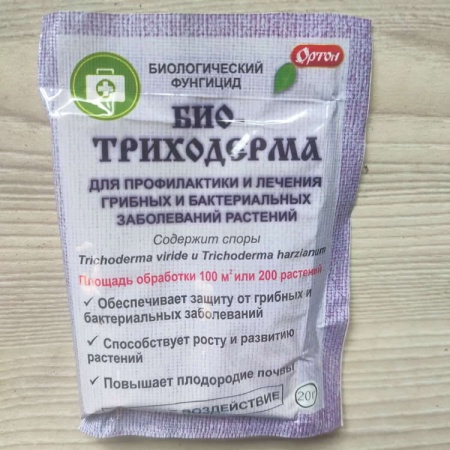 Ортон
БИОЛОГИЧЕСКИЙ
ФУНГИЦИД
БИО-
ТРИХОДЕРМА
ДЛЯ ПРОФИЛАКТИКИ И ЛЕЧЕНИЯ
ГРИБНЫХ И БАКТЕРИАЛЬНЫХ
ЗАБОЛЕВАНИЙ РАСТЕНИЙ
Содержит споры
Trichoderma viride и Trichoderma harzianum
Площадь обработки 100 м² или 200 растений
✓ Обеспечивает защиту от грибных и
бактериальных заболеваний
✓ Способствует росту и развитию
растений
✓ Повышает плодородие почвы
ВОЗДЕЙСТВИЕ
20г